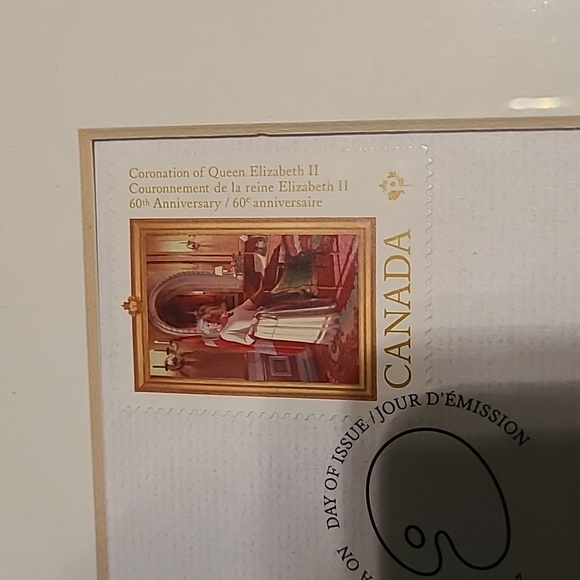 Coronation of Queen Elizabeth II
Couronnement de la reine Elizabeth II
60th Anniversary / 60e anniversaire
P
CANADA
DAY OF ISSUE / JOUR D'ÉMISSION
ON